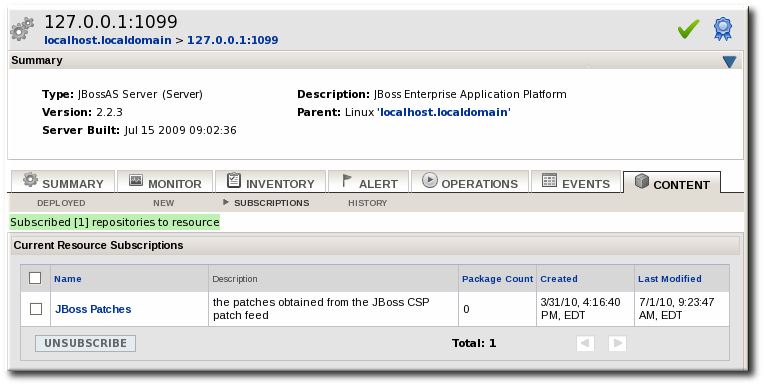 127.0.0.1:1099
localhost.localdomain > 127.0.0.1:1099
Summary
Type: JBossAS Server (Server) Description: JBoss Enterprise Application Platform
Version: 2.2.3 Parent: Linux 'localhost.localdomain'
Server Built: Jul 15 2009 09:02:36
SUMMARY MONITOR INVENTORY ALERT OPERATIONS EVENTS CONTENT
DEPLOYED NEW SUBSCRIPTIONS HISTORY
Subscribed [1] repositories to resource
Current Resource Subscriptions
Name Description Package Count Created Last Modified
JBoss Patches the patches obtained from the JBoss CSP patch feed 0 3/31/10, 4:16:40 PM, EDT 7/1/10, 9:23:47 AM, EDT
UNSUBSCRIBE Total: 1